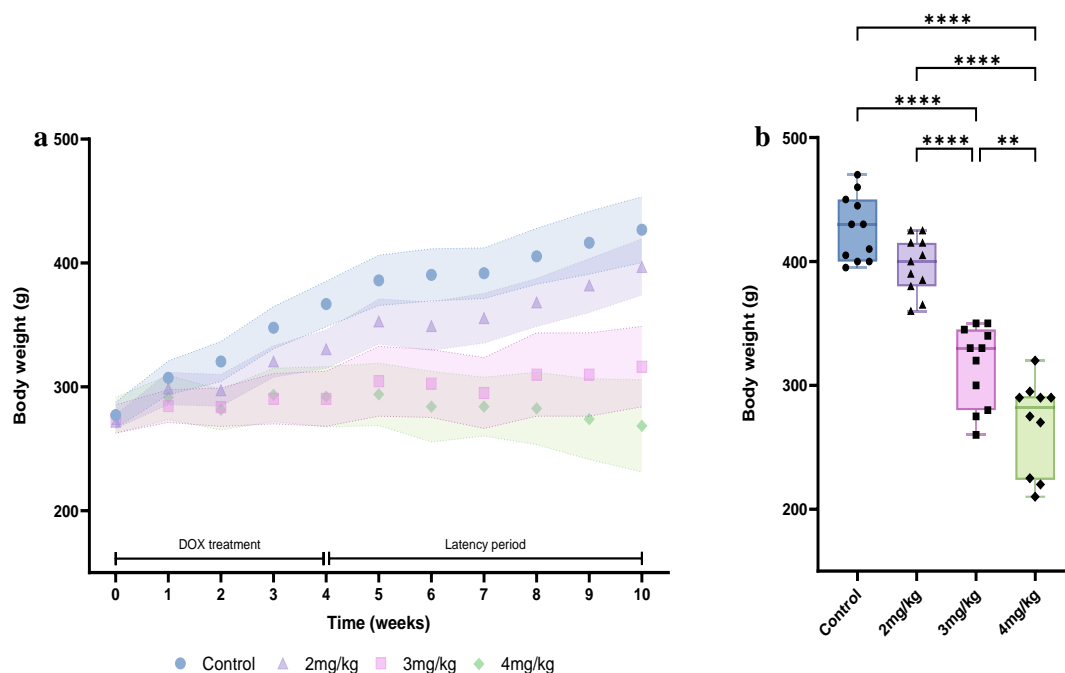 a
500
400
300
200
Body weight (g)
DOX treatment
Latency period
0 1 2 3 4 5 6 7 8 9 10
Time (weeks)
Control 2mg/kg 3mg/kg 4mg/kg
b
****
****
****
**** **
500
400
300
200
Body weight (g)
Control 2mg/kg 3mg/kg 4mg/kg